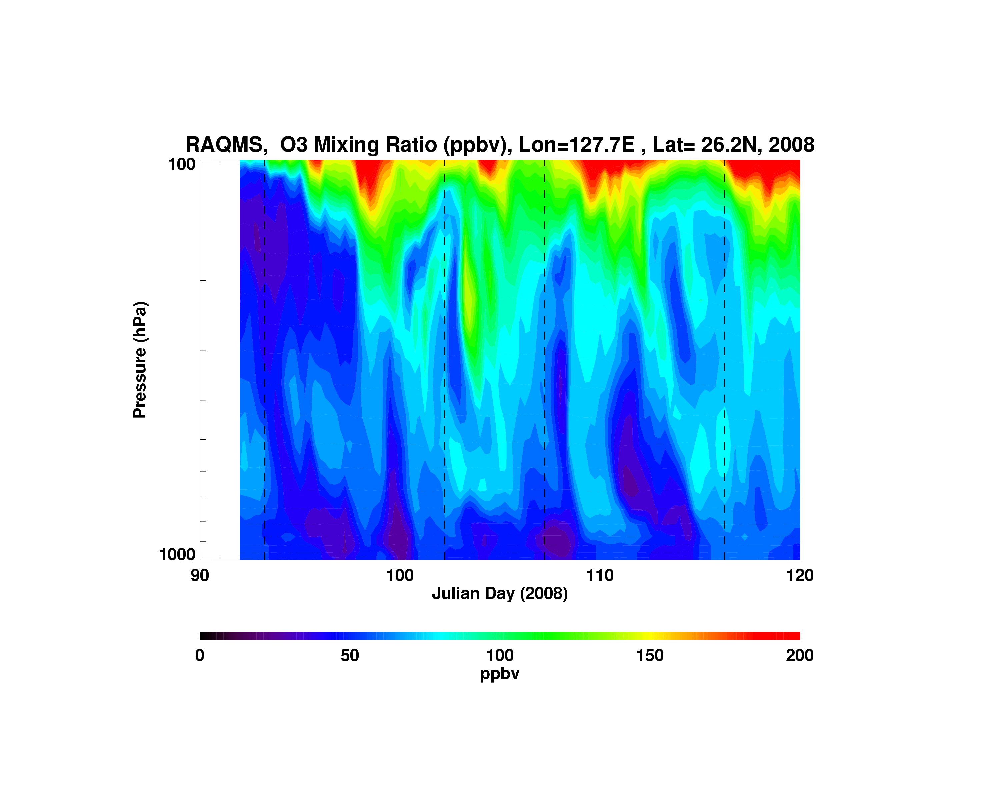 RAQMS,  O3 Mixing Ratio (ppbv), Lon=127.7E , Lat= 26.2N, 2008
100
Pressure (hPa)
1000
90 100 110 120
Julian Day (2008)
0 50 100 150 200
ppbv